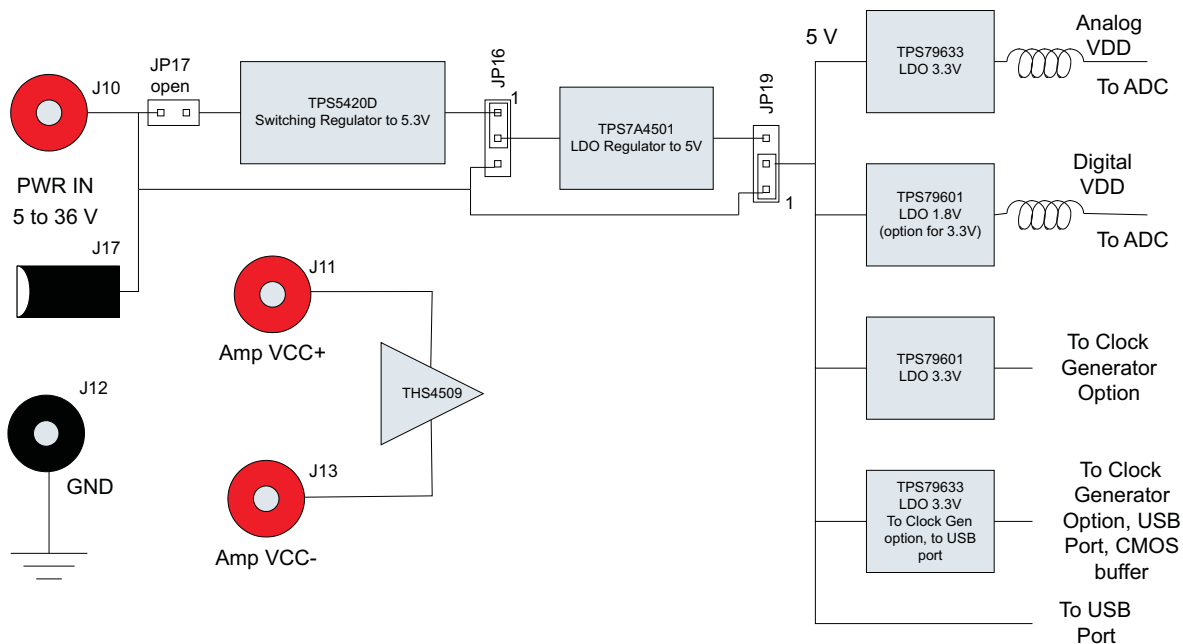 J10
PWR IN
5 to 36 V
J17
J12
GND
JP17
open
TPS5420D
Switching Regulator to 5.3V
JP16
1
TPS7A4501
LDO Regulator to 5V
JP19
1
5 V
J11
Amp VCC+
THS4509
J13
Amp VCC-
TPS79633
LDO 3.3V
Analog
VDD
To ADC
TPS79601
LDO 1.8V
(option for 3.3V)
Digital
VDD
To ADC
TPS79601
LDO 3.3V
To Clock
Generator
Option
TPS79633
LDO 3.3V
To Clock Gen
option, to USB
port
To Clock
Generator
Option, USB
Port, CMOS
buffer
To USB
Port